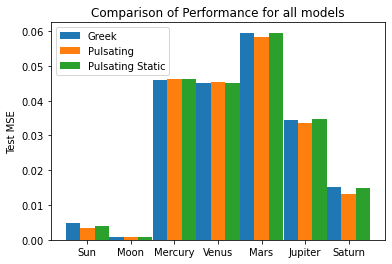 Comparison of Performance for all models
Greek
Pulsating
Pulsating Static
Test MSE
0.06
0.05
0.04
0.03
0.02
0.01
0.00
Sun Moon Mercury Venus Mars Jupiter Saturn